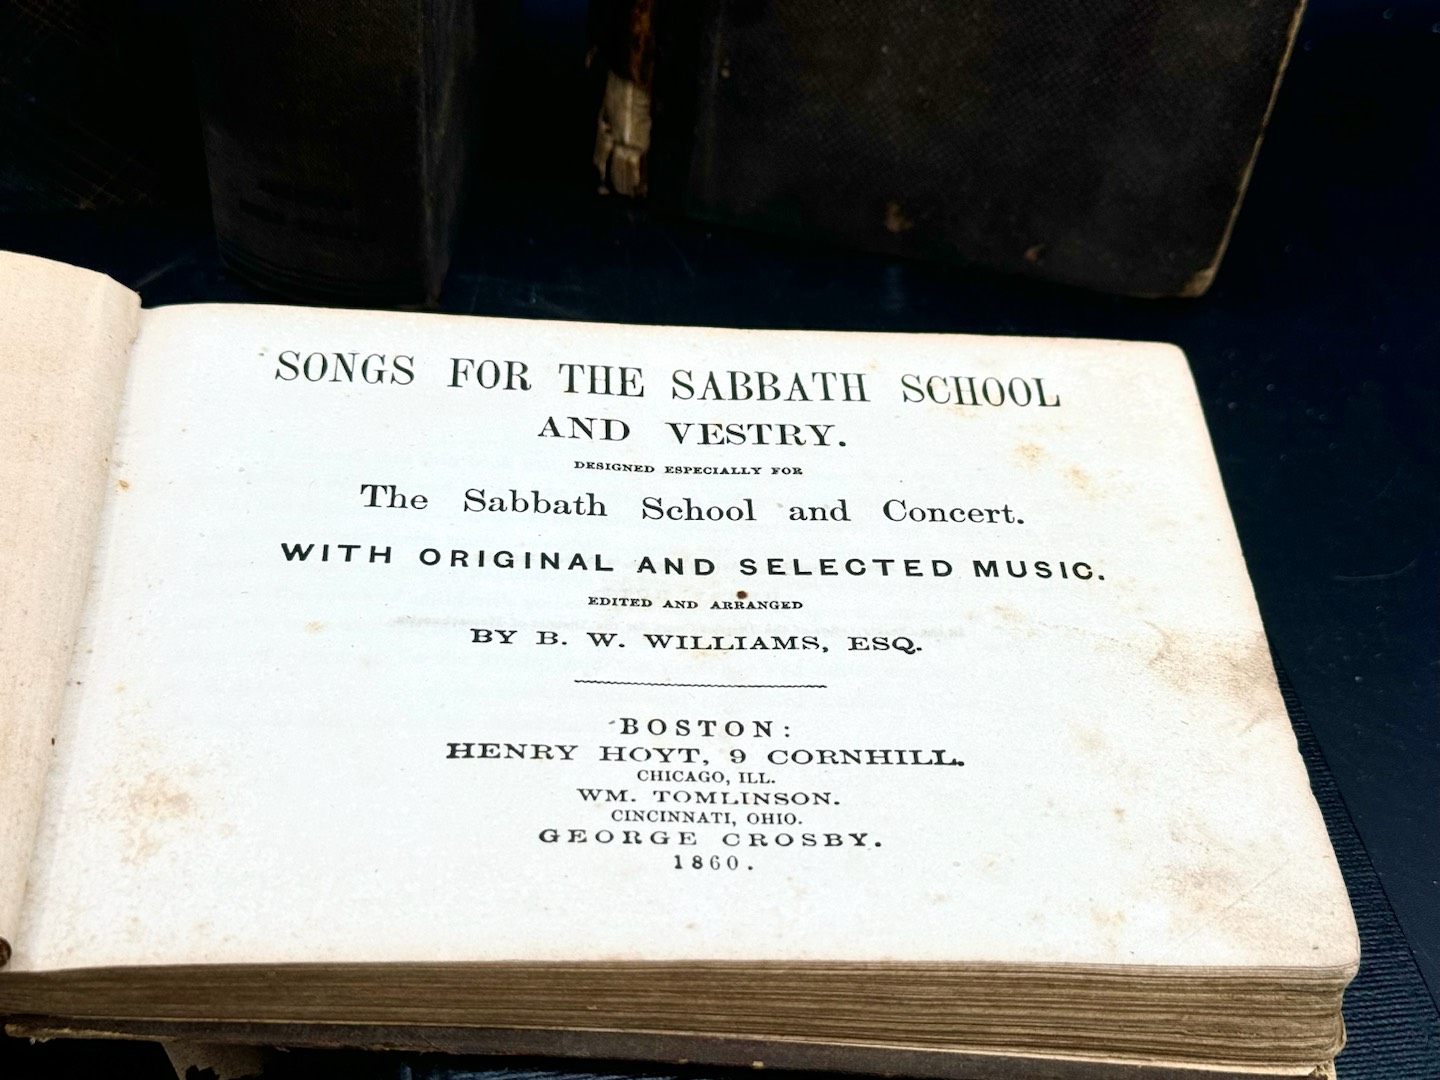 SONGS FOR THE SABBATH SCHOOL
AND VESTRY.
DESIGNED ESPECIALLY FOR
The Sabbath School and Concert.
WITH ORIGINAL AND SELECTED MUSIC.
EDITED AND ARRANGED
BY B. W. WILLIAMS, ESQ.
BOSTON:
HENRY HOYT, 9 CORNHILL.
CHICAGO, ILL.
WM. TOMLINSON.
CINCINNATI, OHIO.
GEORGE CROSBY.
1860.